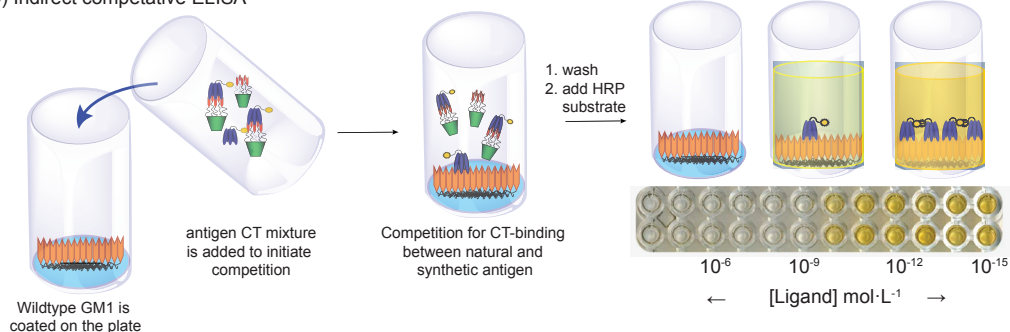 ) Indirect competative ELISA
1. wash
2. add HRP
substrate
antigen CT mixture
is added to initiate
competition
Competition for CT-binding
between natural and
synthetic antigen
Wildtype GM1 is
coated on the plate
10⁻⁶ 10⁻⁹ 10⁻¹² 10⁻¹⁵
← [Ligand] mol·L⁻¹ →